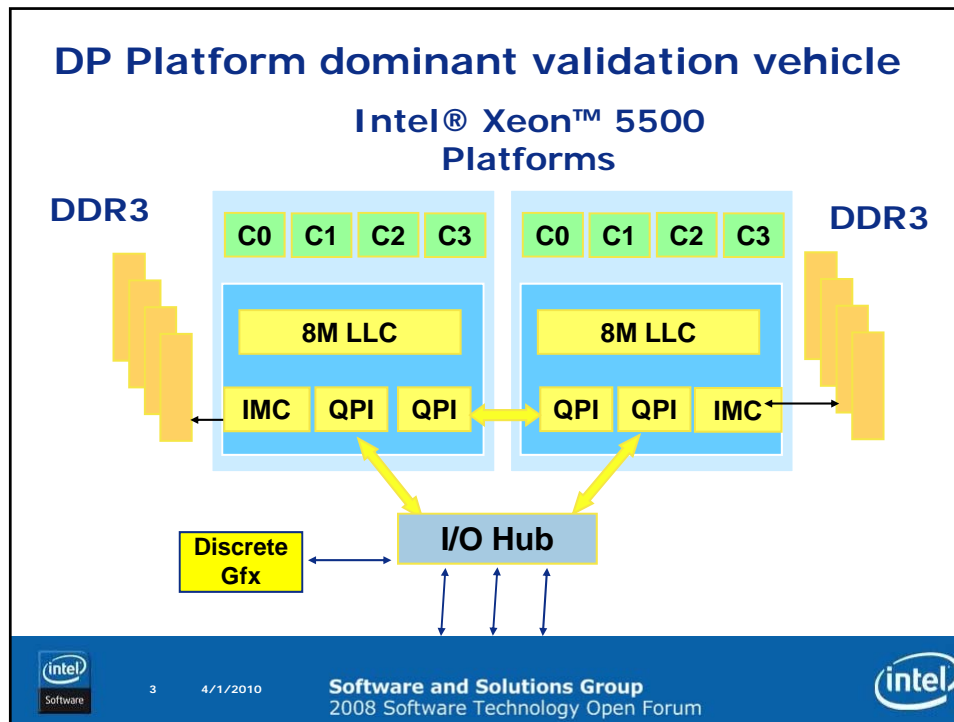 DP Platform dominant validation vehicle
Intel® Xeon™ 5500
Platforms
DDR3
DDR3
C0 C1 C2 C3
C0 C1 C2 C3
8M LLC
8M LLC
IMC QPI QPI
QPI QPI IMC
I/O Hub
Discrete
Gfx
intel
Software
3 4/1/2010
Software and Solutions Group
2008 Software Technology Open Forum
intel